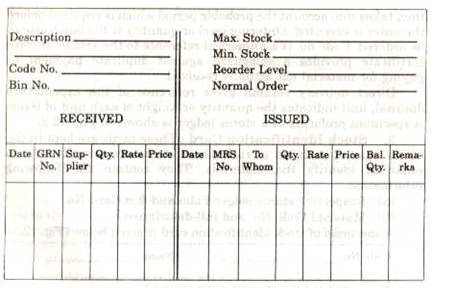 Description
Max. Stock
Min. Stock
Code No.
Reorder Level
Bin No.
Normal Order
RECEIVED
ISSUED
Date GRN No. Sup-plier Qty. Rate Price Date MRS No. To Whom Qty. Rate Price Bal. Qty. Rema-rks